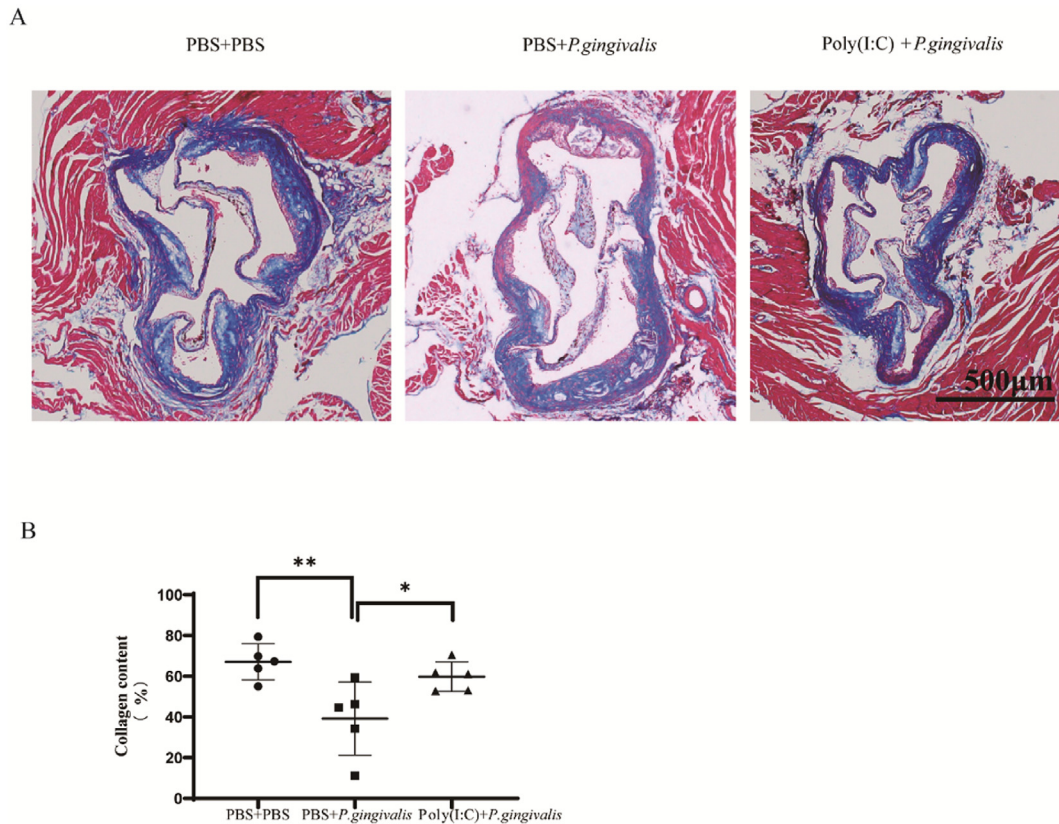 A
PBS+PBS
PBS+P.gingivalis
Poly(I:C) +P.gingivalis
500μm
B
**
*
100
80
60
40
20
0
Collagen content
( %)
PBS+PBS
PBS+P.gingivalis
Poly(I:C)+P.gingivalis